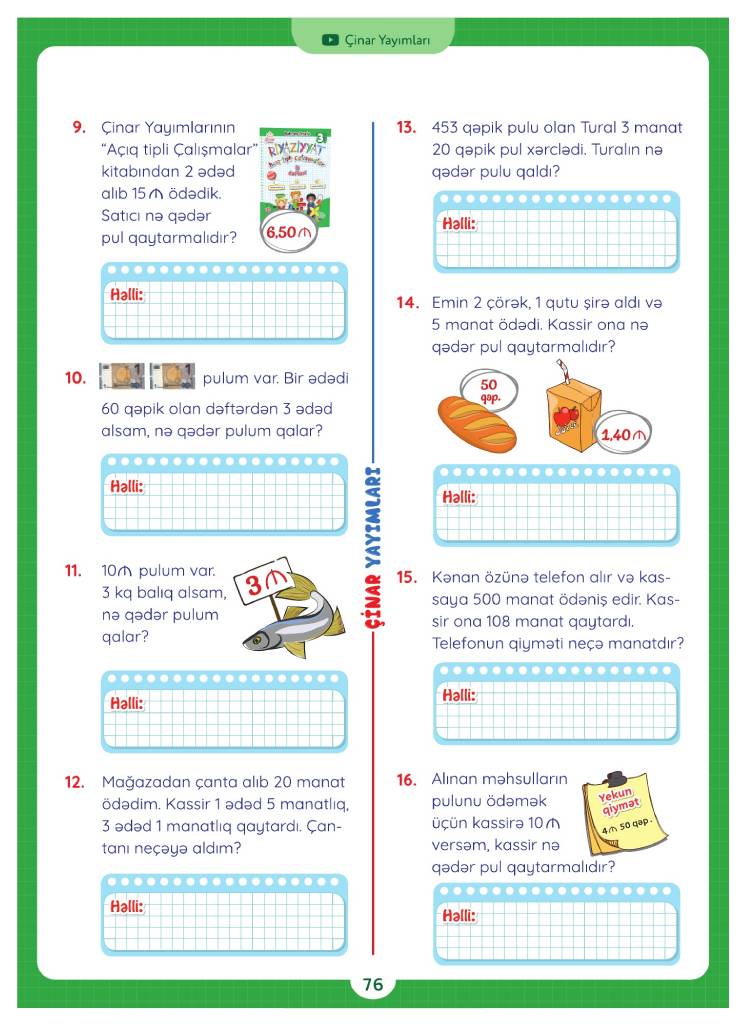 Çinar Yayımları
9. Çinar Yayımlarının
"Açıq tipli Çalışmalar"
kitabından 2 ədəd
alıb 15 ₼ ödədik.
Satıcı nə qədər
pul qaytarmalıdır?
3
RİYAZİYYAT
Açıq tipli çalışmalar
6,50 ₼
Həlli:
10. 1 1 pulum var. Bir ədədi
60 qəpik olan dəftərdən 3 ədəd
alsam, nə qədər pulum qalar?
Həlli:
11. 10₼ pulum var.
3 kq balıq alsam,
nə qədər pulum
qalar?
3 ₼
Həlli:
12. Mağazadan çanta alıb 20 manat
ödədim. Kassir 1 ədəd 5 manatlıq,
3 ədəd 1 manatlıq qaytardı. Çan-
tanı neçəyə aldım?
Həlli:
ÇİNAR YAYIMLARI
13. 453 qəpik pulu olan Tural 3 manat
20 qəpik pul xərclədi. Turalın nə
qədər pulu qaldı?
Həlli:
14. Emin 2 çörək, 1 qutu şirə aldı və
5 manat ödədi. Kassir ona nə
qədər pul qaytarmalıdır?
50
qəp.
1,40 ₼
Həlli:
15. Kənan özünə telefon alır və kas-
saya 500 manat ödəniş edir. Kas-
sir ona 108 manat qaytardı.
Telefonun qiyməti neçə manatdır?
Həlli:
16. Alınan məhsulların
pulunu ödəmək
üçün kassirə 10 ₼
versəm, kassir nə
qədər pul qaytarmalıdır?
Yekun
qiymət
4₼ 50 qəp.
Həlli:
76